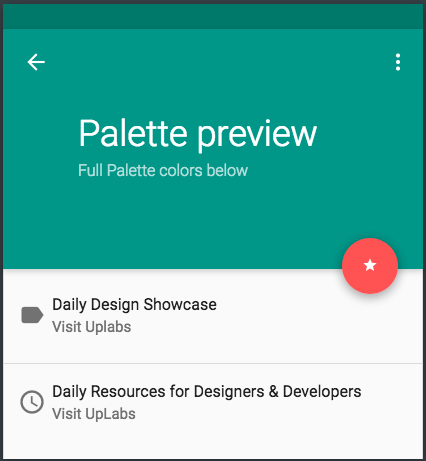 Palette preview
Full Palette colors below
Daily Design Showcase
Visit Uplabs
Daily Resources for Designers & Developers
Visit UpLabs